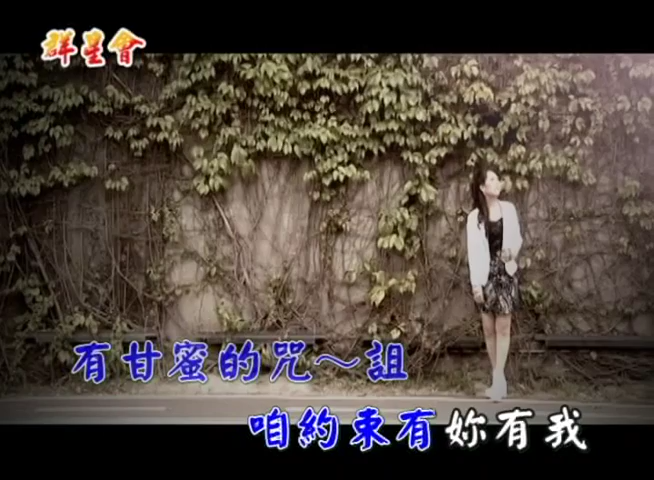 群星會
有甘蜜的咒～詛
咱約束有妳有我